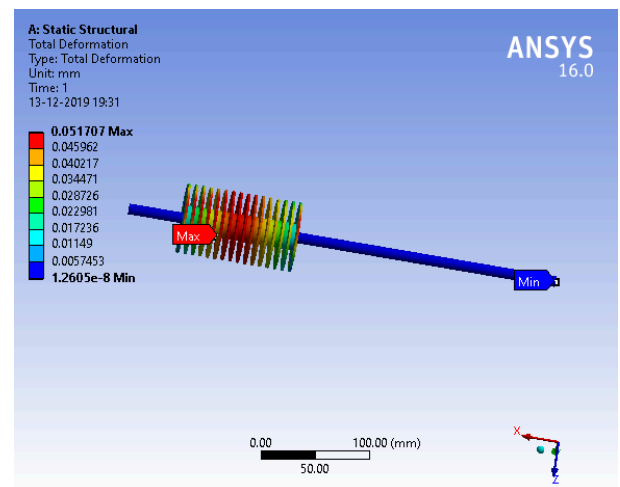 A: Static Structural
Total Deformation
Type: Total Deformation
Unit: mm
Time: 1
13-12-2019 19:31
ANSYS
16.0
0.051707 Max
0.045962
0.040217
0.034471
0.028726
0.022981
0.017236
0.01149
0.0057453
1.2605e-8 Min
Max
Min
0.00 100.00 (mm)
50.00
X
Z